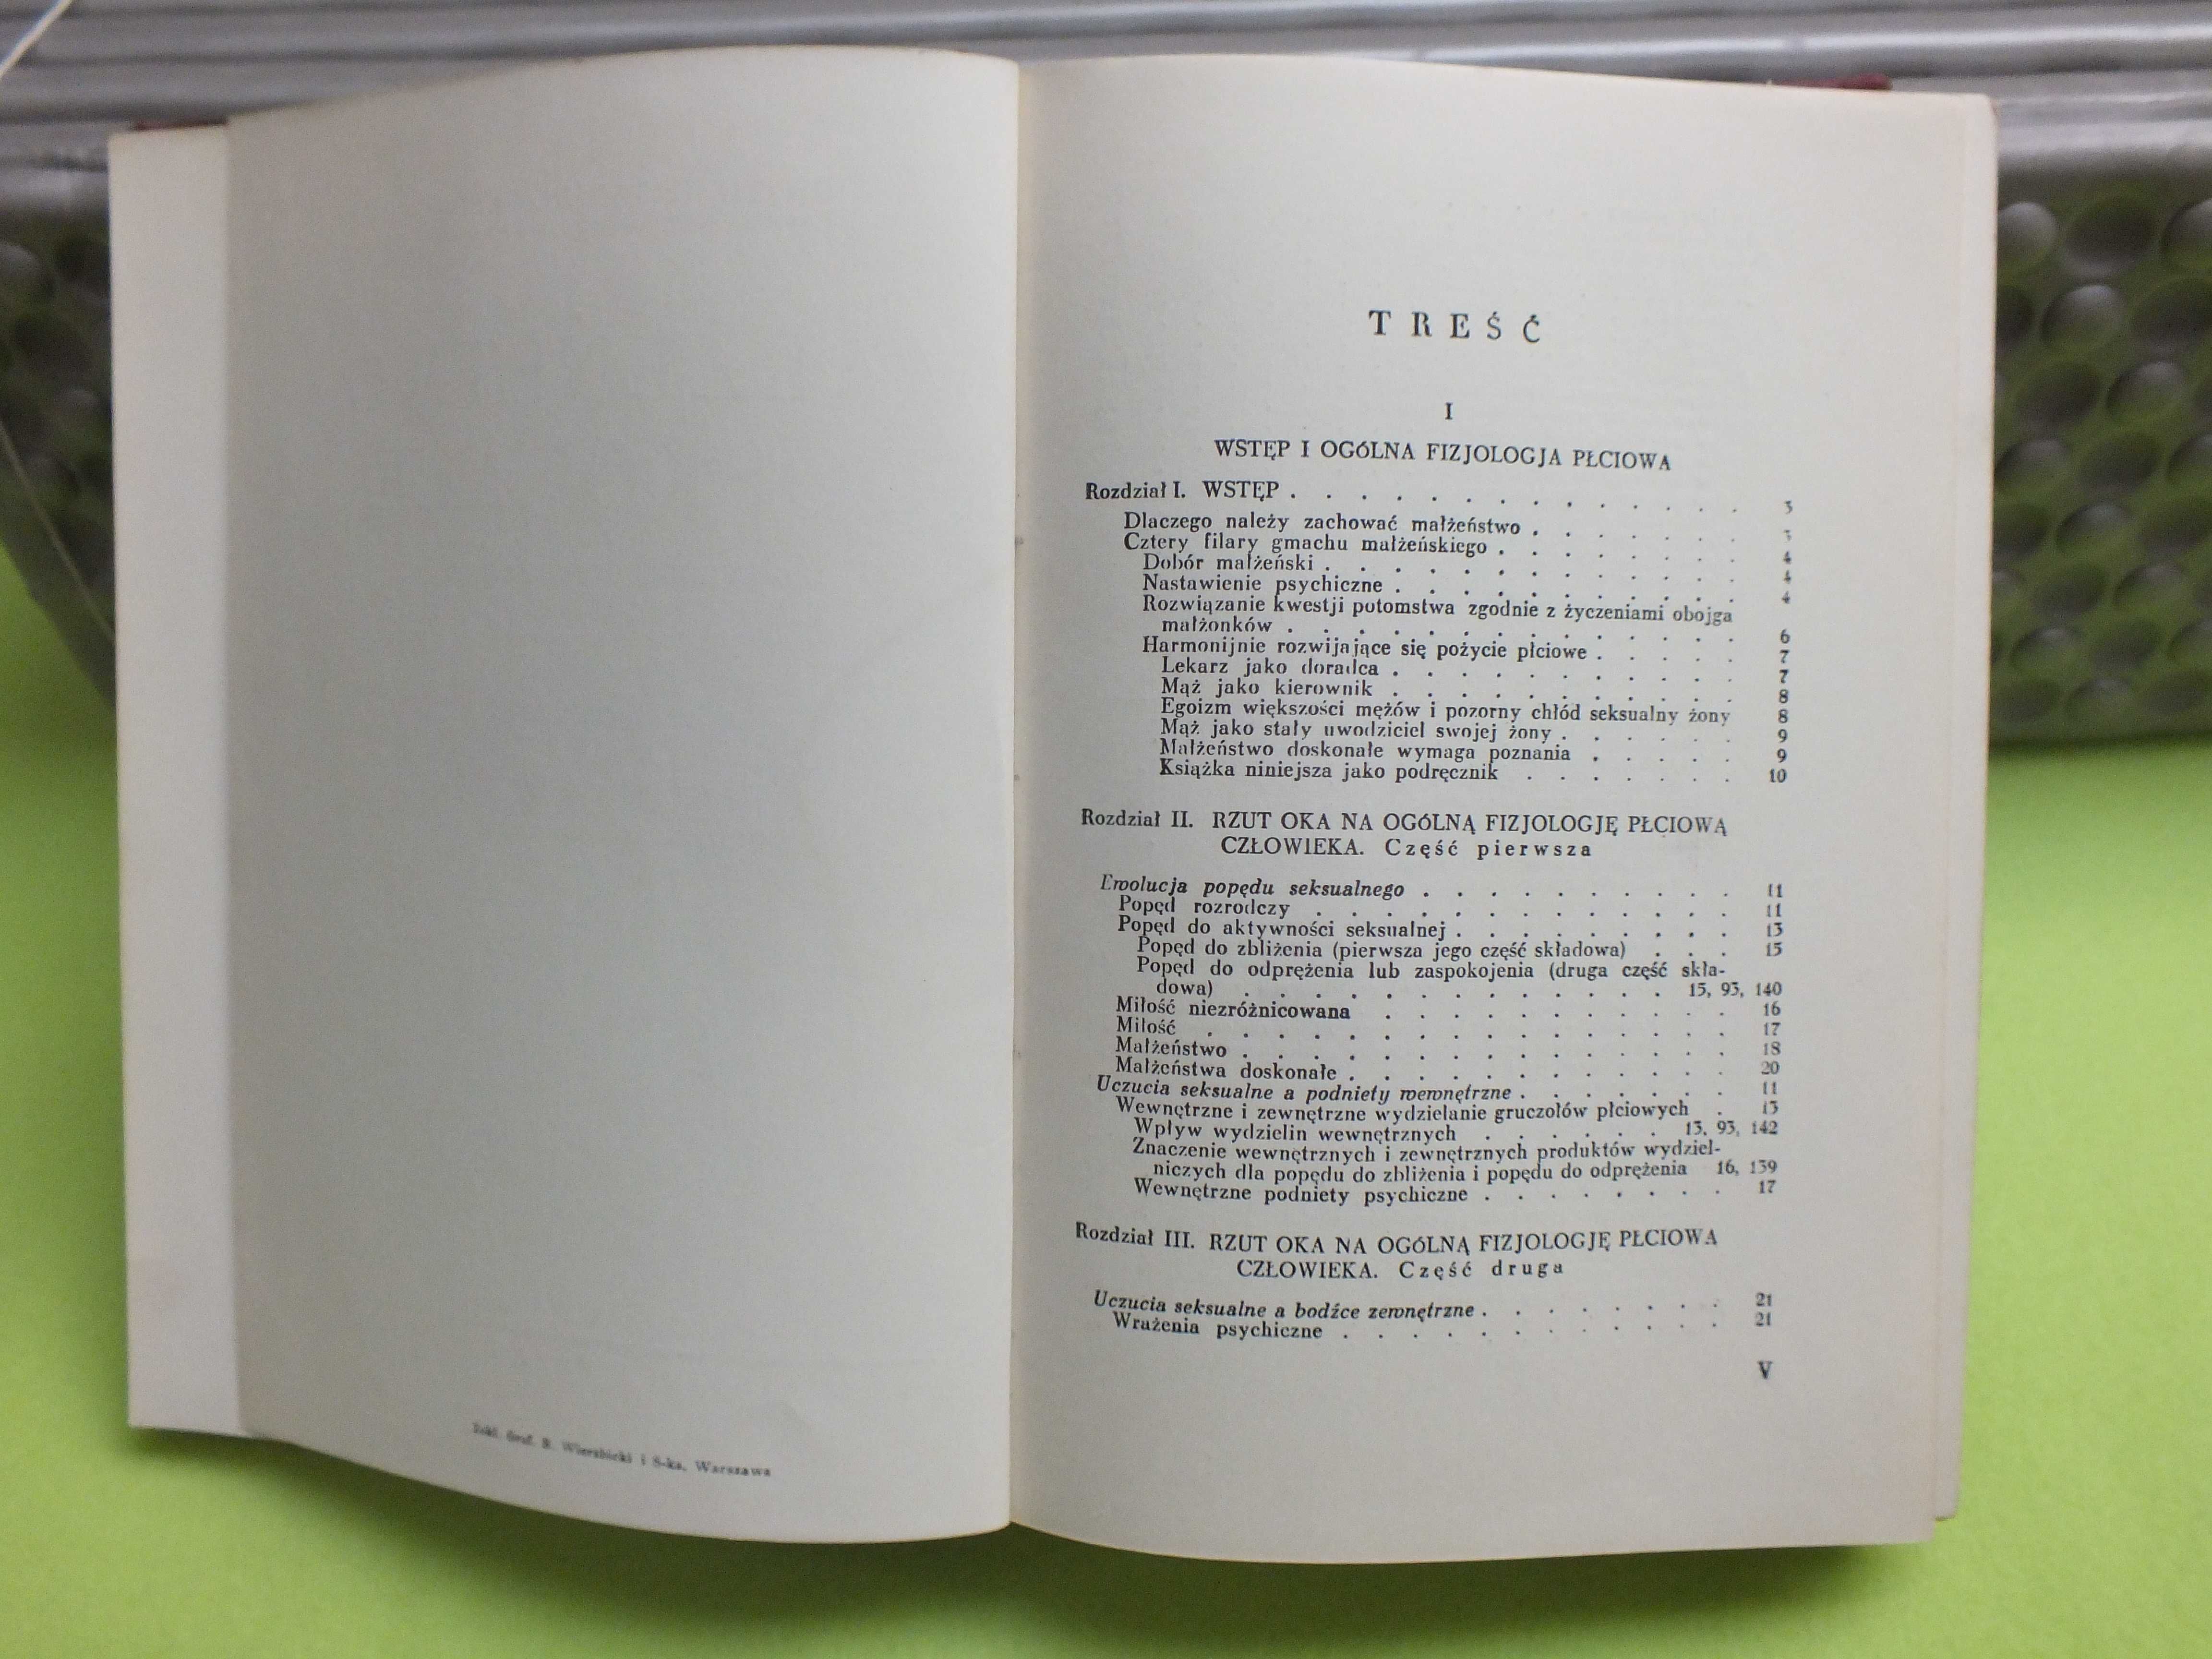 Zakł. Graf. B. Wierzbicki i S-ka, Warszawa
TREŚĆ
I
WSTĘP I OGÓLNA FIZJOLOGJA PŁCIOWA
Rozdział I. WSTĘP . . . . . . . . . . . . . 3
Dlaczego należy zachować małżeństwo . . . . . . . 3
Cztery filary gmachu małżeńskiego . . . . . . . . 4
Dobór małżeński . . . . . . . . . . . . 4
Nastawienie psychiczne . . . . . . . . . . 4
Rozwiązanie kwestji potomstwa zgodnie z życzeniami obojga
małżonków . . . . . . . . . . . . . 6
Harmonijnie rozwijające się pożycie płciowe . . . . . 7
Lekarz jako doradca . . . . . . . . . . 7
Mąż jako kierownik . . . . . . . . . . 8
Egoizm większości mężów i pozorny chłód seksualny żony 8
Mąż jako stały uwodziciel swojej żony . . . . . . 9
Małżeństwo doskonałe wymaga poznania . . . . . 9
Książka niniejsza jako podręcznik . . . . . . . 10
Rozdział II. RZUT OKA NA OGÓLNĄ FIZJOLOGJĘ PŁCIOWĄ
CZŁOWIEKA. Część pierwsza
Ewolucja popędu seksualnego . . . . . . . . . . 11
Popęd rozrodczy . . . . . . . . . . . . . 11
Popęd do aktywności seksualnej . . . . . . . . . 13
Popęd do zbliżenia (pierwsza jego część składowa) . . . 15
Popęd do odprężenia lub zaspokojenia (druga część skła-
dowa) . . . . . . . . . . . . . 15, 93, 140
Miłość niezróżnicowana . . . . . . . . . . . 16
Miłość . . . . . . . . . . . . . . . . 17
Małżeństwo . . . . . . . . . . . . . . . 18
Małżeństwa doskonałe . . . . . . . . . . . . 20
Uczucia seksualne a podniety wewnętrzne . . . . . . . 11
Wewnętrzne i zewnętrzne wydzielanie gruczołów płciowych . 13
Wpływ wydzielin wewnętrznych . . . . . . 13, 93, 142
Znaczenie wewnętrznych i zewnętrznych produktów wydziel-
niczych dla popędu do zbliżenia i popędu do odprężenia 16, 139
Wewnętrzne podniety psychiczne . . . . . . . . 17
Rozdział III. RZUT OKA NA OGÓLNĄ FIZJOLOGJĘ PŁCIOWĄ
CZŁOWIEKA. Część druga
Uczucia seksualne a bodźce zewnętrzne . . . . . . . . 21
Wrażenia psychiczne . . . . . . . . . . . . 21
V